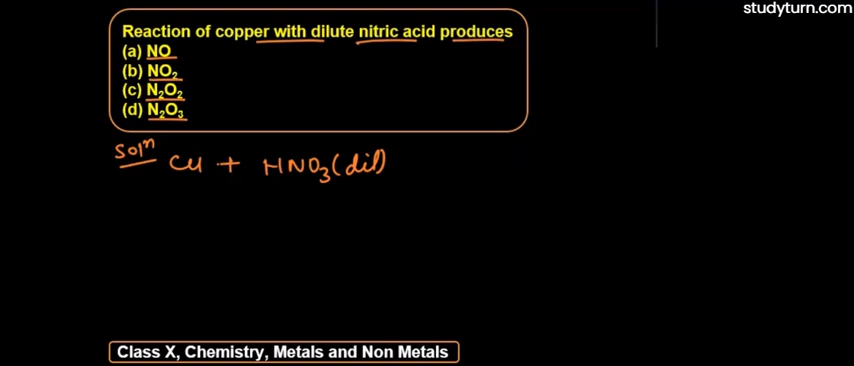 studyturn.com
Reaction of copper with dilute nitric acid produces
(a) NO
(b) NO₂
(c) N₂O₂
(d) N₂O₃
Solⁿ Cu + HNO₃(dil)
Class X, Chemistry, Metals and Non Metals